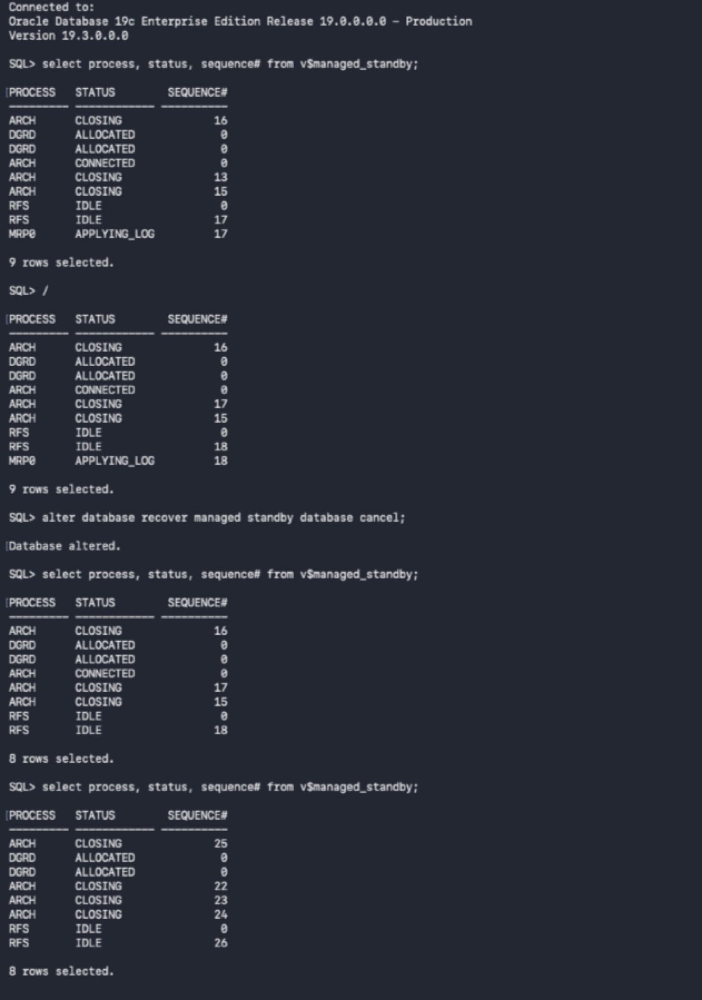 Connected to:
Oracle Database 19c Enterprise Edition Release 19.0.0.0.0 – Production
Version 19.3.0.0.0
SQL> select process, status, sequence# from v$managed_standby;
[PROCESS   STATUS        SEQUENCE#
--------- ------------ ----------
ARCH      CLOSING              16
DGRD      ALLOCATED             0
DGRD      ALLOCATED             0
ARCH      CONNECTED             0
ARCH      CLOSING              13
ARCH      CLOSING              15
RFS       IDLE                  0
RFS       IDLE                 17
MRP0      APPLYING_LOG         17
9 rows selected.
SQL> /
[PROCESS   STATUS        SEQUENCE#
--------- ------------ ----------
ARCH      CLOSING              16
DGRD      ALLOCATED             0
DGRD      ALLOCATED             0
ARCH      CONNECTED             0
ARCH      CLOSING              17
ARCH      CLOSING              15
RFS       IDLE                  0
RFS       IDLE                 18
MRP0      APPLYING_LOG         18
9 rows selected.
SQL> alter database recover managed standby database cancel;
[Database altered.
SQL> select process, status, sequence# from v$managed_standby;
[PROCESS   STATUS        SEQUENCE#
--------- ------------ ----------
ARCH      CLOSING              16
DGRD      ALLOCATED             0
DGRD      ALLOCATED             0
ARCH      CONNECTED             0
ARCH      CLOSING              17
ARCH      CLOSING              15
RFS       IDLE                  0
RFS       IDLE                 18
8 rows selected.
SQL> select process, status, sequence# from v$managed_standby;
[PROCESS   STATUS        SEQUENCE#
--------- ------------ ----------
ARCH      CLOSING              25
DGRD      ALLOCATED             0
DGRD      ALLOCATED             0
ARCH      CLOSING              22
ARCH      CLOSING              23
ARCH      CLOSING              24
RFS       IDLE                  0
RFS       IDLE                 26
8 rows selected.